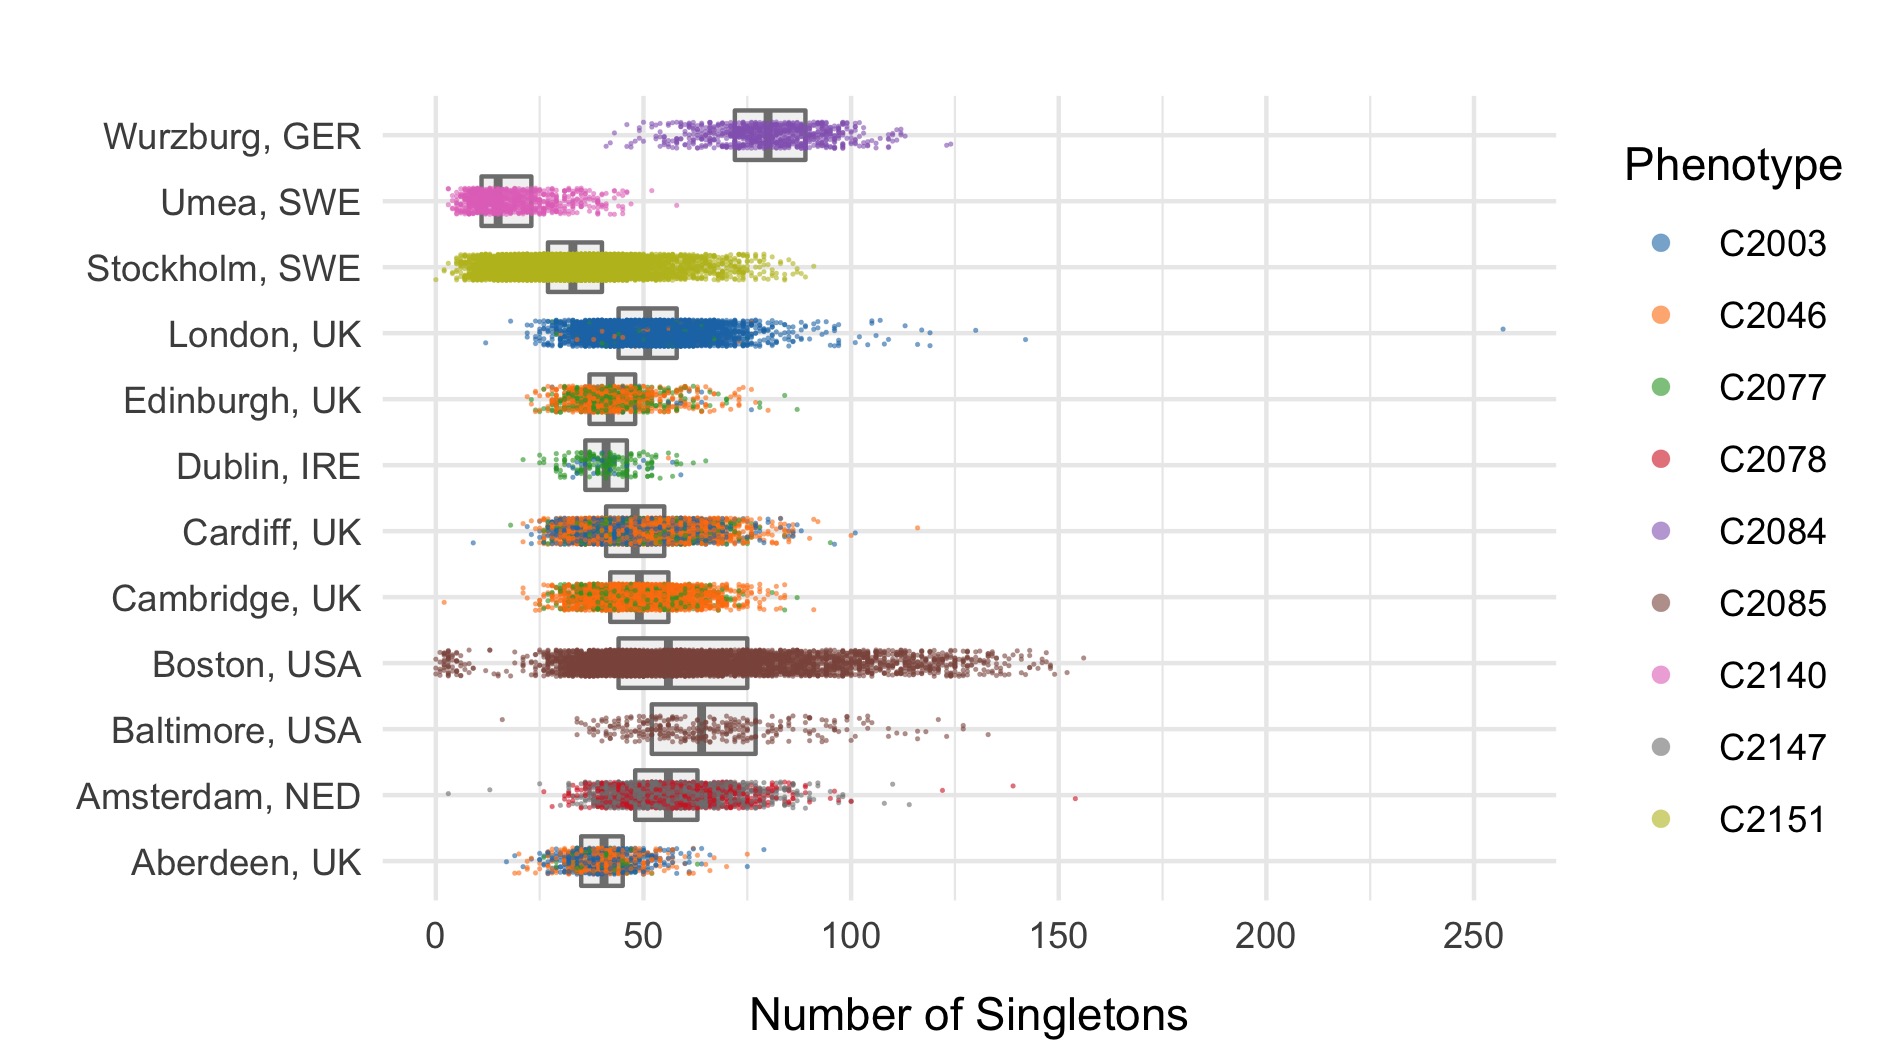 Wurzburg, GER
Umea, SWE
Stockholm, SWE
London, UK
Edinburgh, UK
Dublin, IRE
Cardiff, UK
Cambridge, UK
Boston, USA
Baltimore, USA
Amsterdam, NED
Aberdeen, UK
0 50 100 150 200 250
Number of Singletons
Phenotype
C2003
C2046
C2077
C2078
C2084
C2085
C2140
C2147
C2151